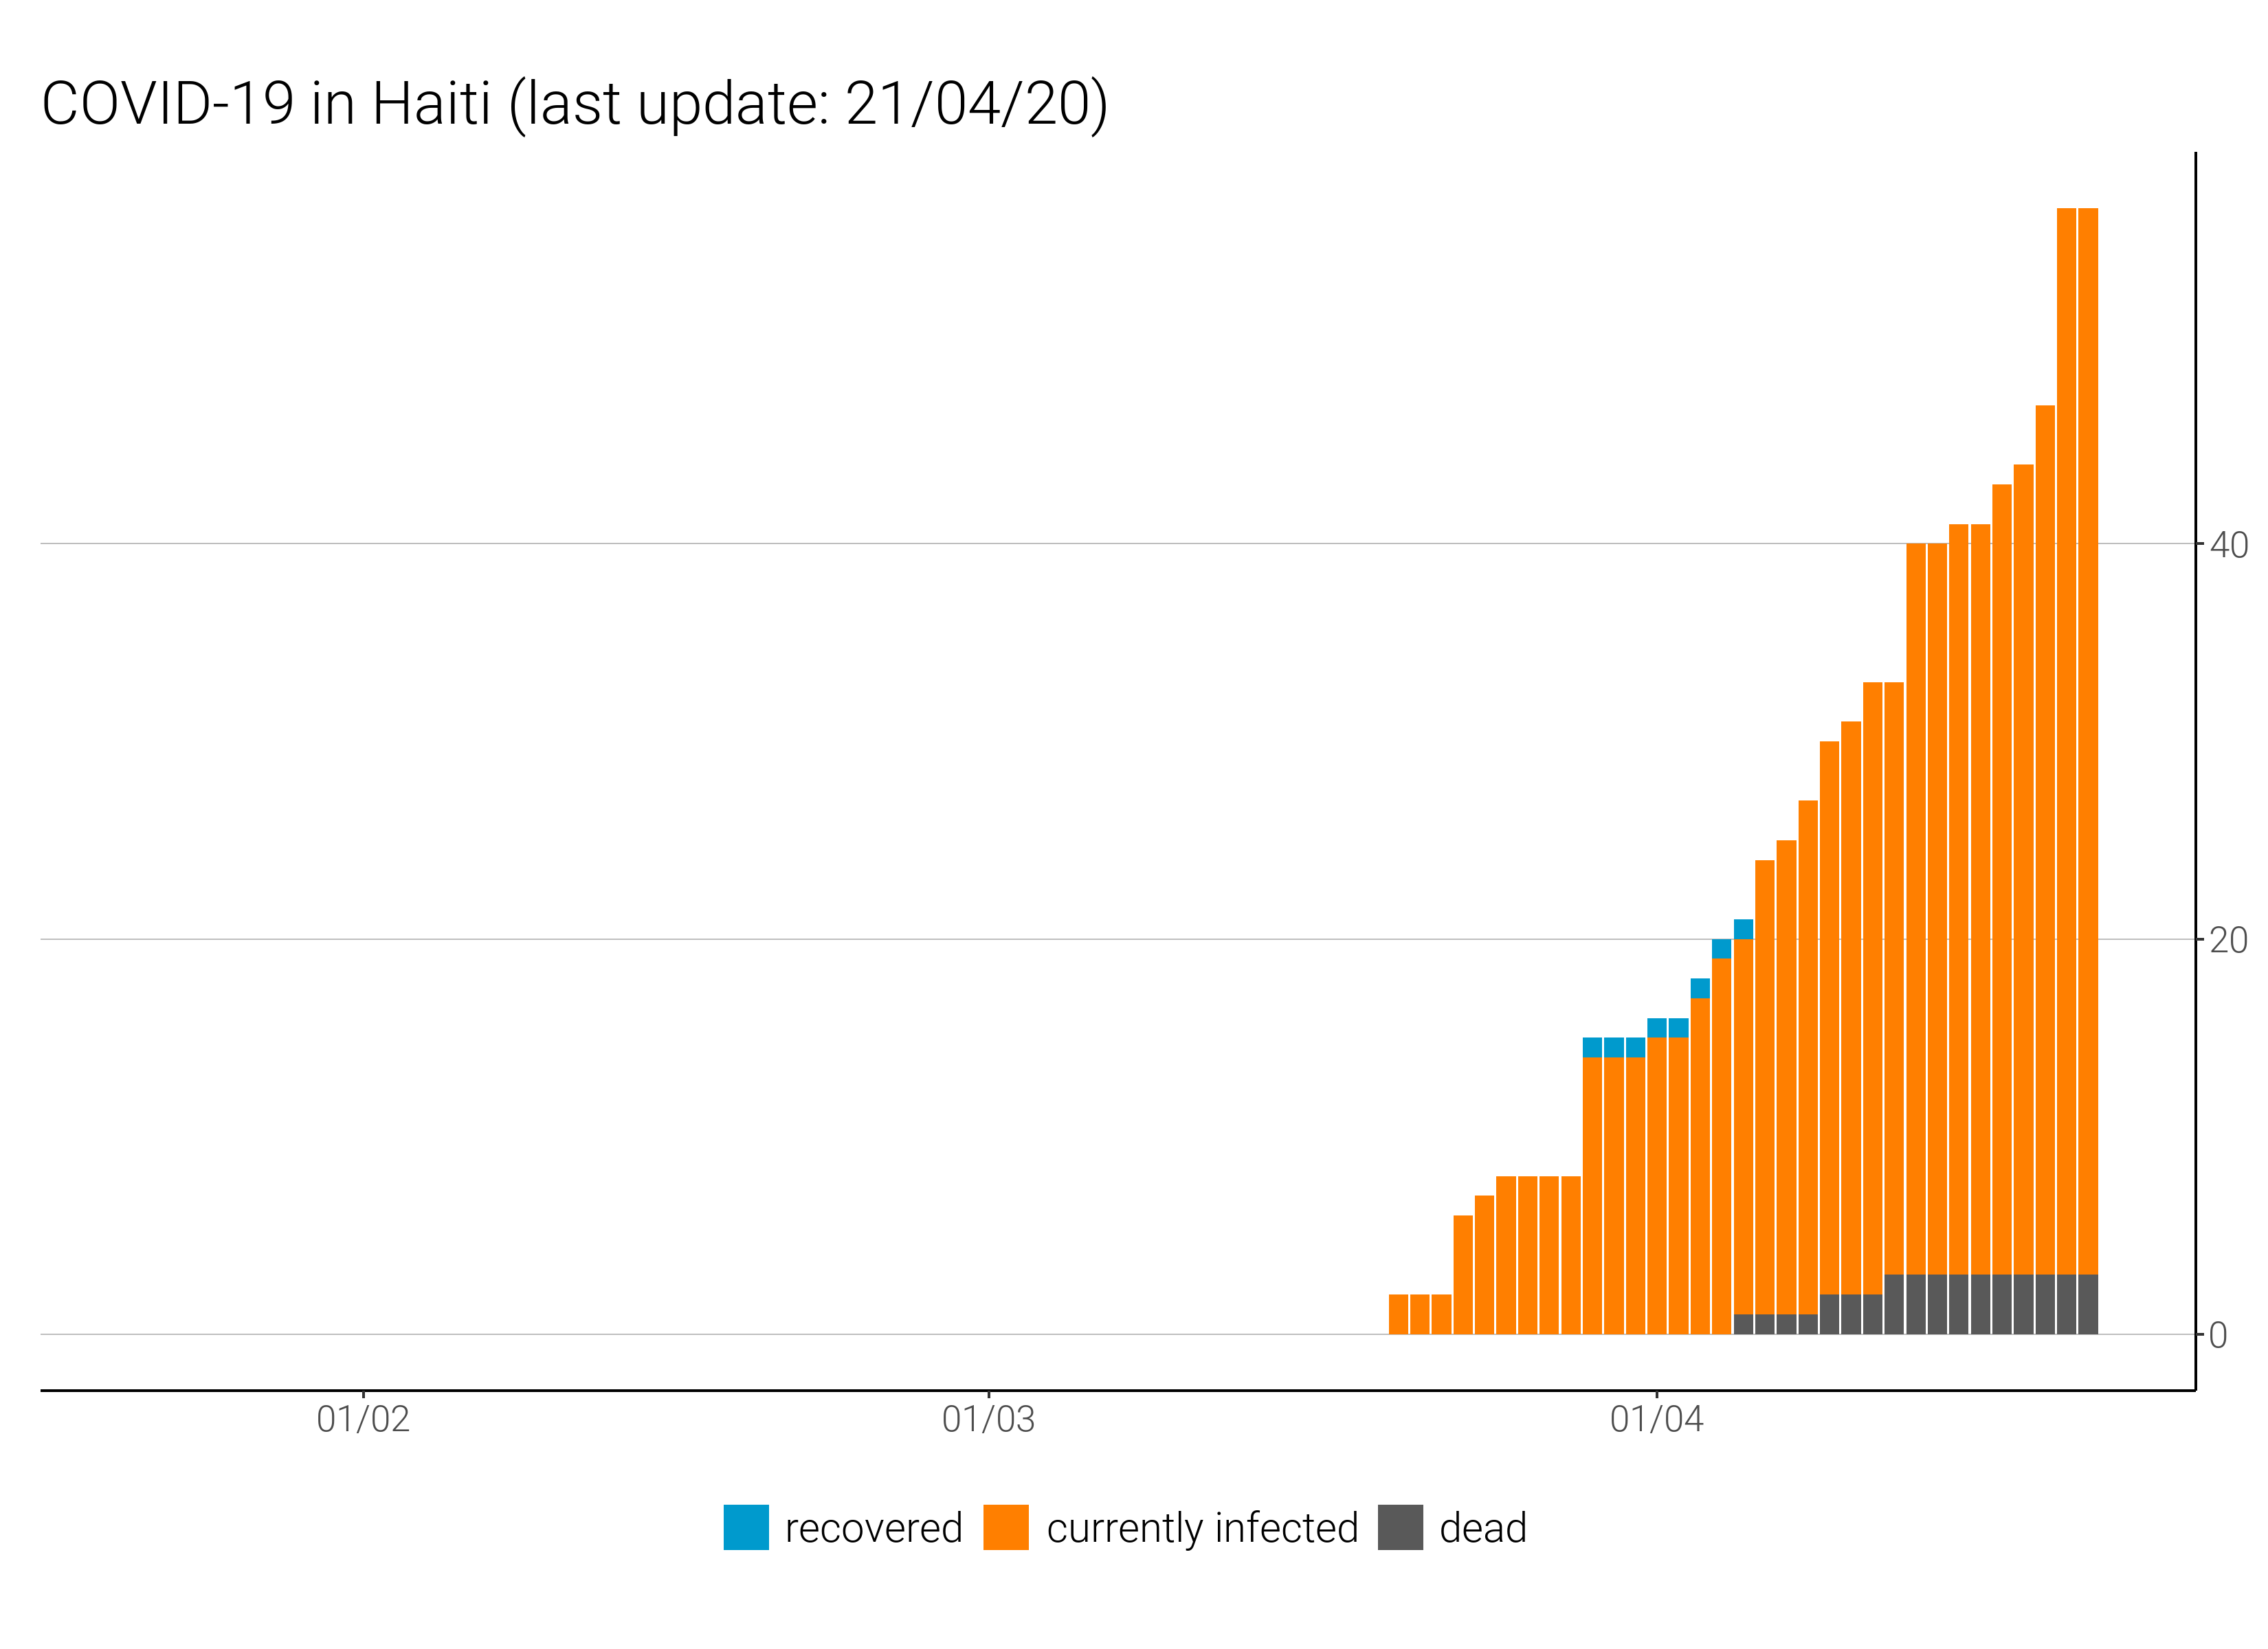 COVID-19 in Haiti (last update: 21/04/20)
40
20
0
01/02 01/03 01/04
recovered currently infected dead